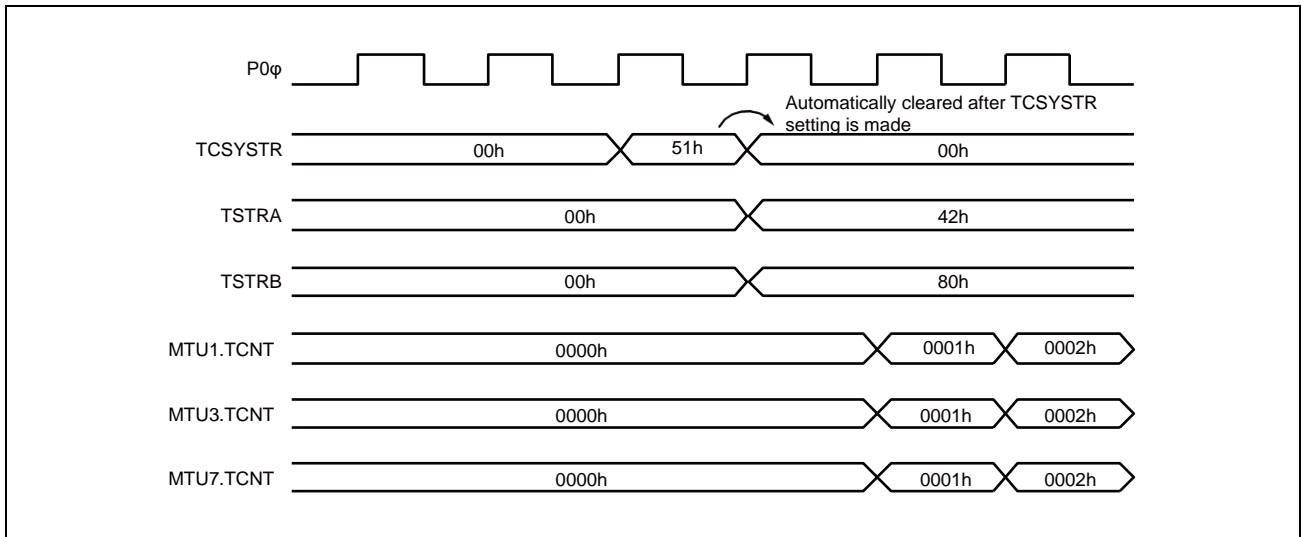 P0φ
Automatically cleared after TCSYSTR
setting is made
TCSYSTR 00h 51h 00h
TSTRA 00h 42h
TSTRB 00h 80h
MTU1.TCNT 0000h 0001h 0002h
MTU3.TCNT 0000h 0001h 0002h
MTU7.TCNT 0000h 0001h 0002h